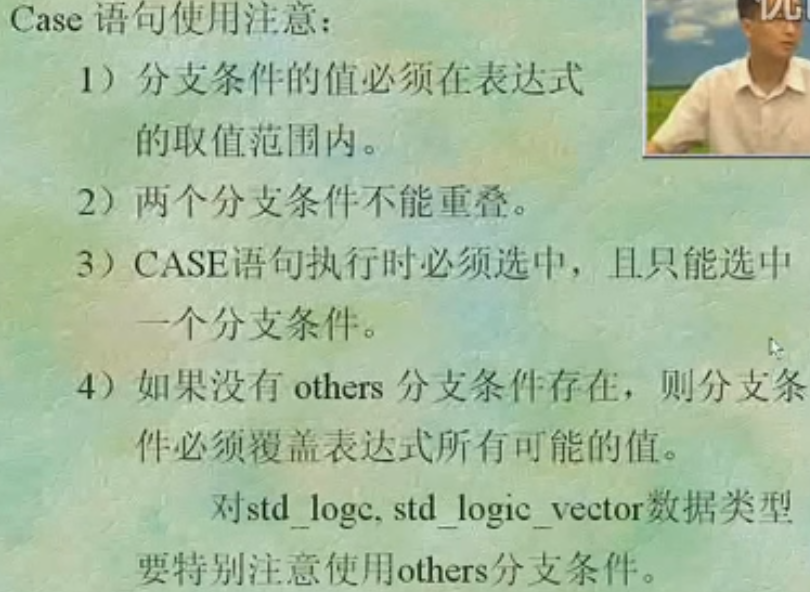 Case 语句使用注意：
1）分支条件的值必须在表达式
的取值范围内。
2）两个分支条件不能重叠。
3）CASE语句执行时必须选中，且只能选中
一个分支条件。
4）如果没有 others 分支条件存在，则分支条
件必须覆盖表达式所有可能的值。
对std_logc, std_logic_vector数据类型
要特别注意使用others分支条件。